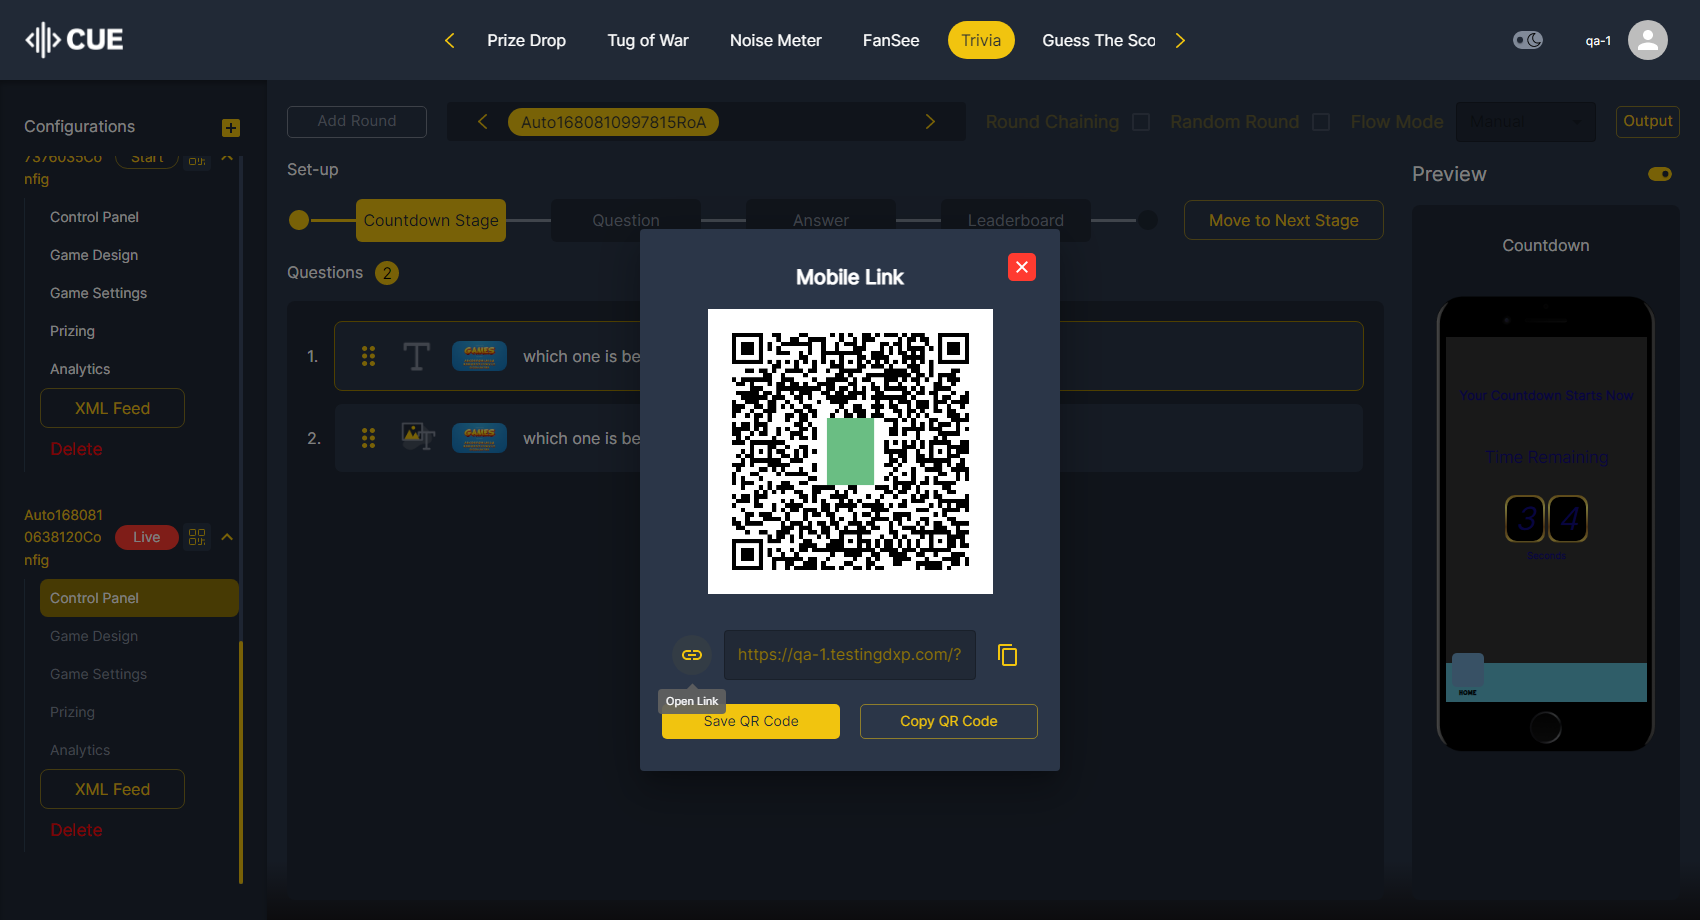 CUE
Prize Drop
Tug of War
Noise Meter
FanSee
Trivia
Guess The Sco
qa-1
Configurations
7376035Co
nfig
Start
Control Panel
Game Design
Game Settings
Prizing
Analytics
XML Feed
Delete
Auto168081
0638120Co
nfig
Live
Control Panel
Game Design
Game Settings
Prizing
Analytics
XML Feed
Delete
Add Round
Auto1680810997815RoA
Round Chaining
Random Round
Flow Mode
Manual
Output
Set-up
Countdown Stage
Question
Answer
Leaderboard
Move to Next Stage
Questions 2
1.
GAMES
which one is be
2.
GAMES
which one is be
Mobile Link
https://qa-1.testingdxp.com/?
Open Link
Save QR Code
Copy QR Code
Preview
Countdown
Your Countdown Starts Now
Time Remaining
3 4
Seconds
HOME